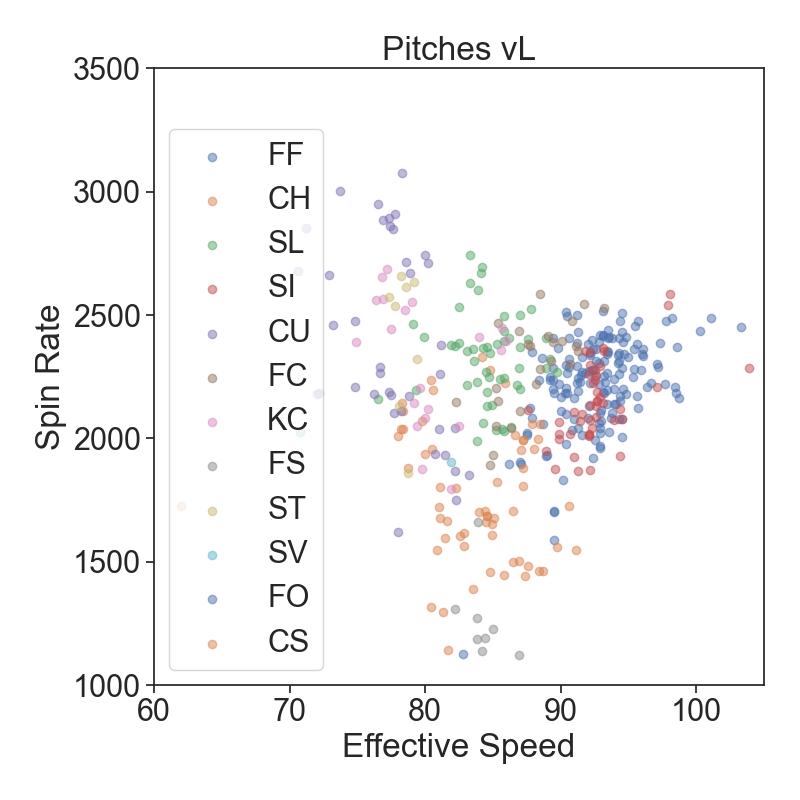 Pitches vL
3500
3000
2500
2000
1500
1000
Spin Rate
FF
CH
SL
SI
CU
FC
KC
FS
ST
SV
FO
CS
60 70 80 90 100
Effective Speed